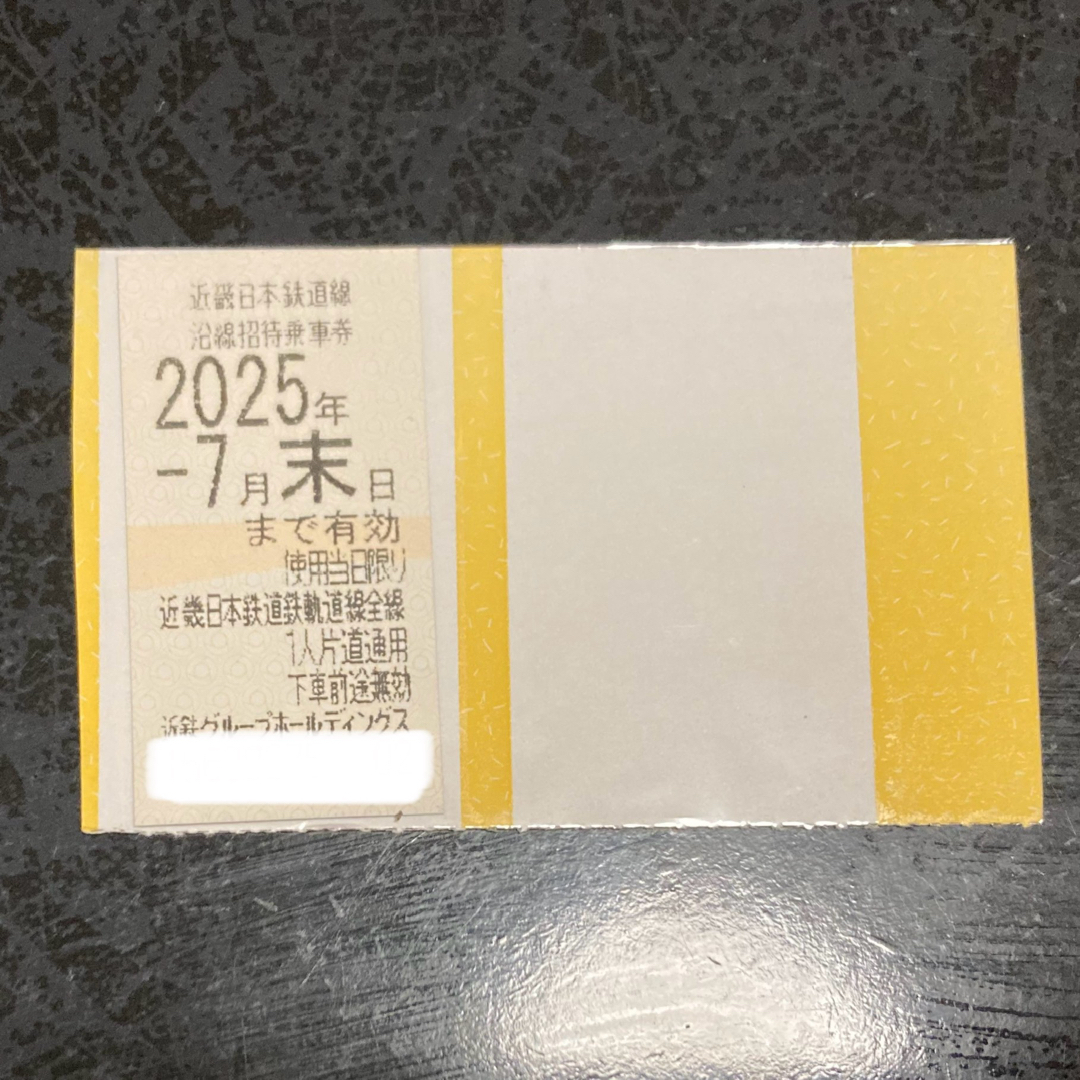 近畿日本鉄道線
沿線招待乗車券
2025年
-7月末日
まで有効
使用当日限り
近畿日本鉄道鉄軌道線全線
1人片道通用
下車前途無効
近鉄グループホールディングス